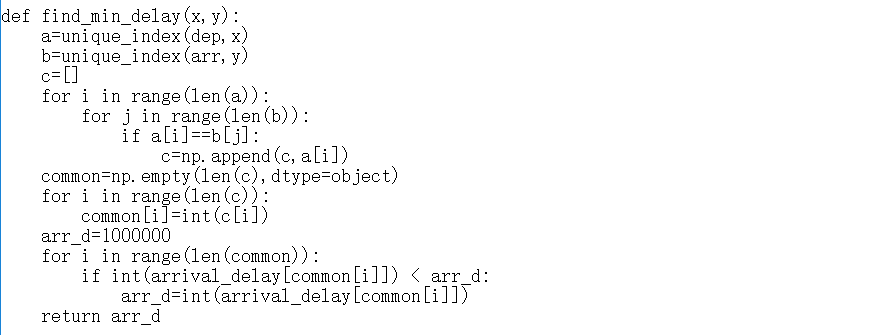 def find_min_delay(x,y):
    a=unique_index(dep,x)
    b=unique_index(arr,y)
    c=[]
    for i in range(len(a)):
        for j in range(len(b)):
            if a[i]==b[j]:
                c=np.append(c,a[i])
    common=np.empty(len(c),dtype=object)
    for i in range(len(c)):
        common[i]=int(c[i])
    arr_d=1000000
    for i in range(len(common)):
        if int(arrival_delay[common[i]]) < arr_d:
            arr_d=int(arrival_delay[common[i]])
    return arr_d